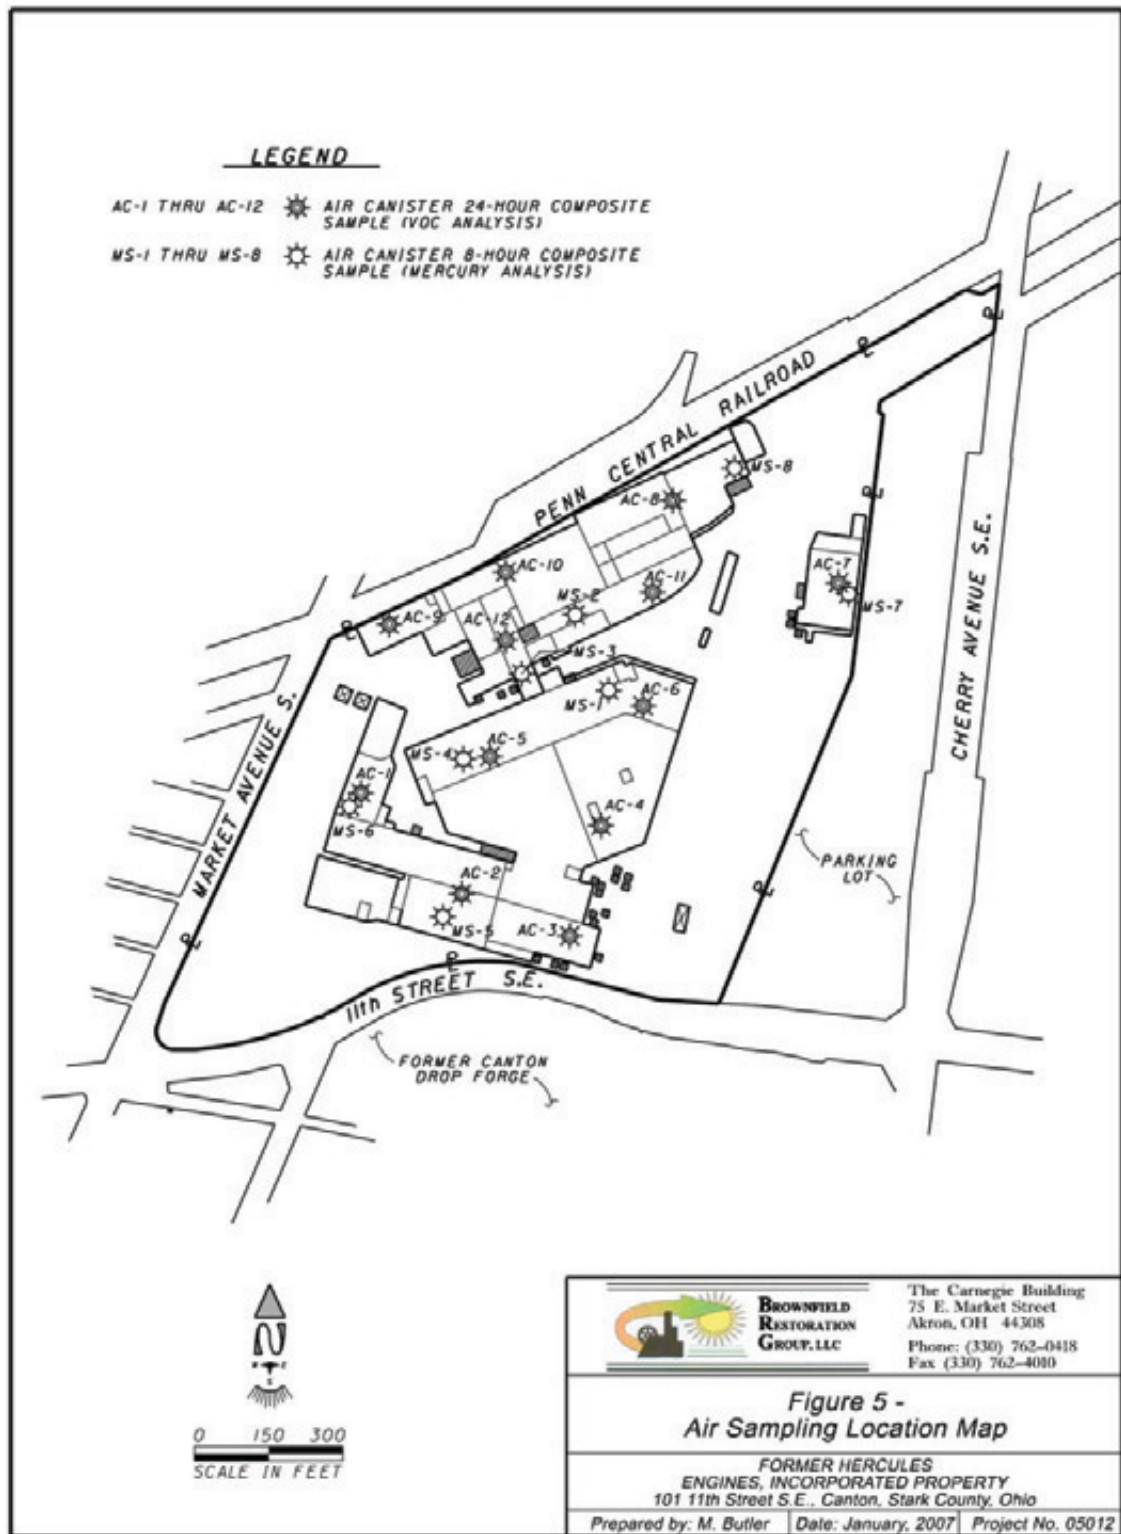 LEGEND
AC-1 THRU AC-12 AIR CANISTER 24-HOUR COMPOSITE
SAMPLE (VOC ANALYSIS)
MS-1 THRU MS-8 AIR CANISTER 8-HOUR COMPOSITE
SAMPLE (MERCURY ANALYSIS)
PENN CENTRAL RAILROAD
PL
PL
MS-8
AC-8
PL
CHERRY AVENUE S.E.
AC-10
AC-7
AC-11
MS-2
MS-7
PL
AC-9
AC-12
MS-3
MS-1
AC-6
MARKET AVENUE S.
AC-5
MS-4
AC-1
AC-4
MS-6
PARKING
LOT
AC-2
PL
MS-5
AC-3
PL
PL
11th STREET S.E.
FORMER CANTON
DROP FORGE
W E
S
0 150 300
SCALE IN FEET
BROWNFIELD
RESTORATION
GROUP, LLC
The Carnegie Building
75 E. Market Street
Akron, OH 44308
Phone: (330) 762-0418
Fax (330) 762-4010
Figure 5 -
Air Sampling Location Map
FORMER HERCULES
ENGINES, INCORPORATED PROPERTY
101 11th Street S.E., Canton, Stark County, Ohio
Prepared by: M. Butler Date: January, 2007 Project No. 05012